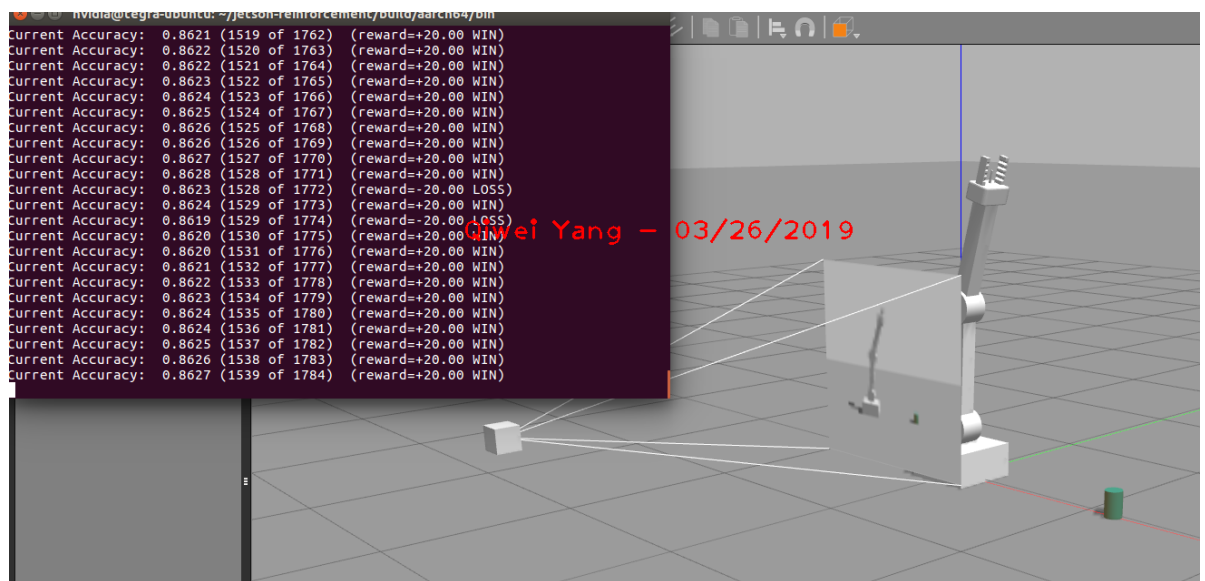 nvidia@tegra-ubuntu: ~/jetson-reinforcement/build/aarch64/bin
Current Accuracy:  0.8621 (1519 of 1762)  (reward=+20.00 WIN)
Current Accuracy:  0.8622 (1520 of 1763)  (reward=+20.00 WIN)
Current Accuracy:  0.8622 (1521 of 1764)  (reward=+20.00 WIN)
Current Accuracy:  0.8623 (1522 of 1765)  (reward=+20.00 WIN)
Current Accuracy:  0.8624 (1523 of 1766)  (reward=+20.00 WIN)
Current Accuracy:  0.8625 (1524 of 1767)  (reward=+20.00 WIN)
Current Accuracy:  0.8626 (1525 of 1768)  (reward=+20.00 WIN)
Current Accuracy:  0.8626 (1526 of 1769)  (reward=+20.00 WIN)
Current Accuracy:  0.8627 (1527 of 1770)  (reward=+20.00 WIN)
Current Accuracy:  0.8628 (1528 of 1771)  (reward=+20.00 WIN)
Current Accuracy:  0.8623 (1528 of 1772)  (reward=-20.00 LOSS)
Current Accuracy:  0.8624 (1529 of 1773)  (reward=+20.00 WIN)
Current Accuracy:  0.8619 (1529 of 1774)  (reward=-20.00 LOSS)
Qiwei Yang - 03/26/2019
Current Accuracy:  0.8620 (1530 of 1775)  (reward=+20.00 WIN)
Current Accuracy:  0.8620 (1531 of 1776)  (reward=+20.00 WIN)
Current Accuracy:  0.8621 (1532 of 1777)  (reward=+20.00 WIN)
Current Accuracy:  0.8622 (1533 of 1778)  (reward=+20.00 WIN)
Current Accuracy:  0.8623 (1534 of 1779)  (reward=+20.00 WIN)
Current Accuracy:  0.8624 (1535 of 1780)  (reward=+20.00 WIN)
Current Accuracy:  0.8624 (1536 of 1781)  (reward=+20.00 WIN)
Current Accuracy:  0.8625 (1537 of 1782)  (reward=+20.00 WIN)
Current Accuracy:  0.8626 (1538 of 1783)  (reward=+20.00 WIN)
Current Accuracy:  0.8627 (1539 of 1784)  (reward=+20.00 WIN)